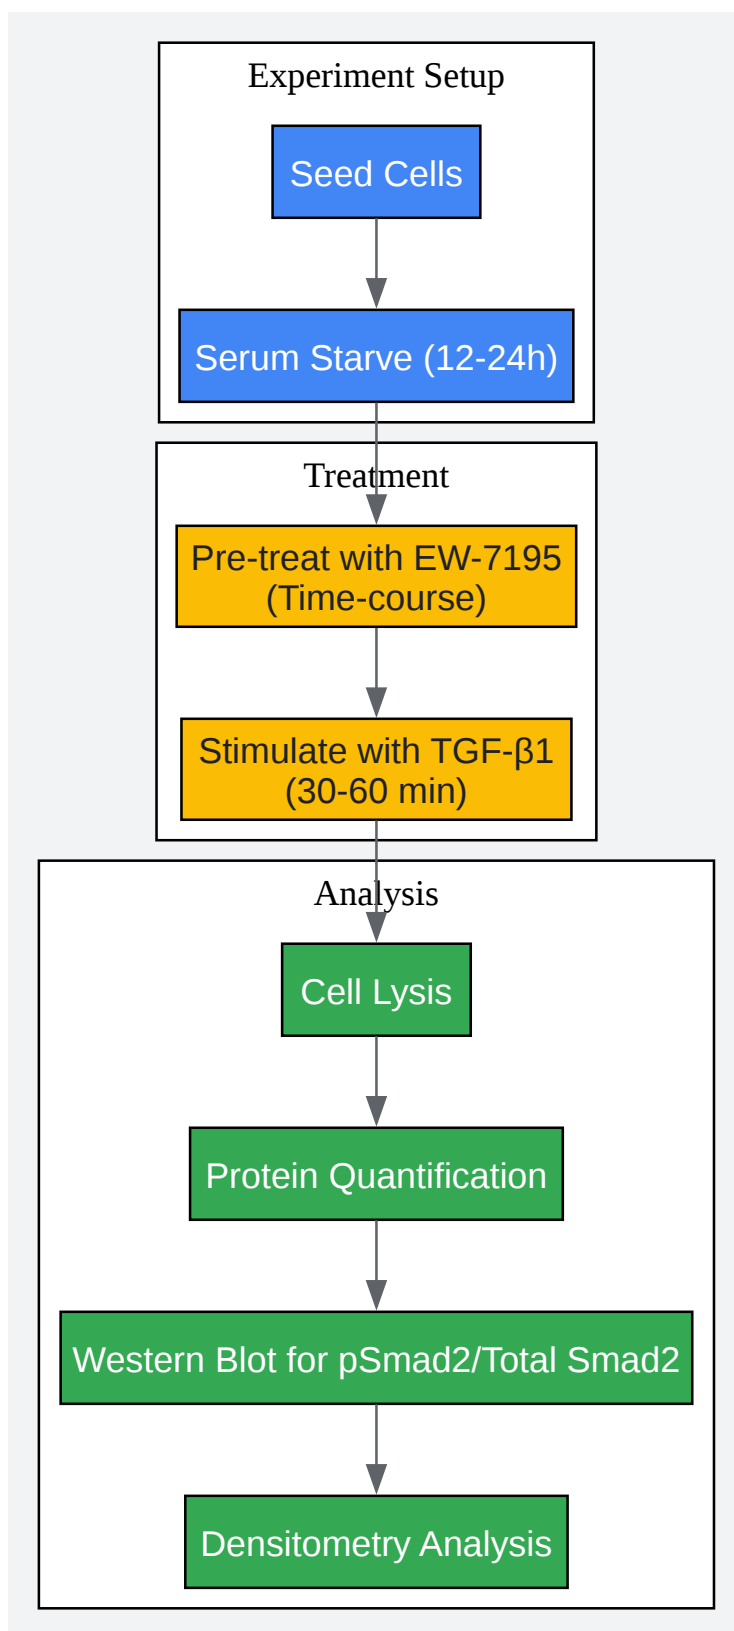 Experiment Setup
Seed Cells
Serum Starve (12-24h)
Treatment
Pre-treat with EW-7195
(Time-course)
Stimulate with TGF-β1
(30-60 min)
Analysis
Cell Lysis
Protein Quantification
Western Blot for pSmad2/Total Smad2
Densitometry Analysis